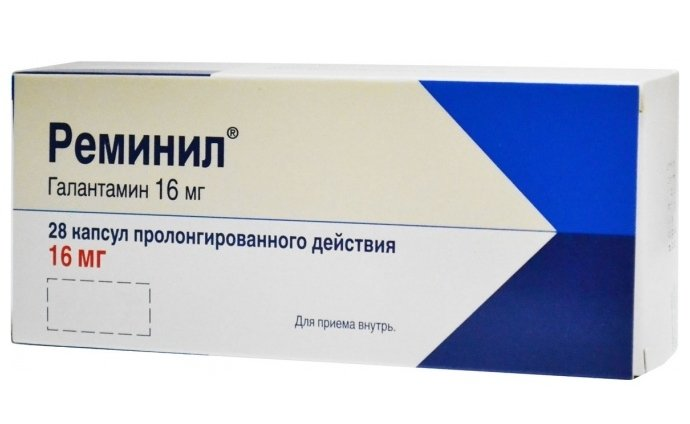 Реминил®
Галантамин 16 мг
28 капсул пролонгированного действия
16 мг
Для приема внутрь.